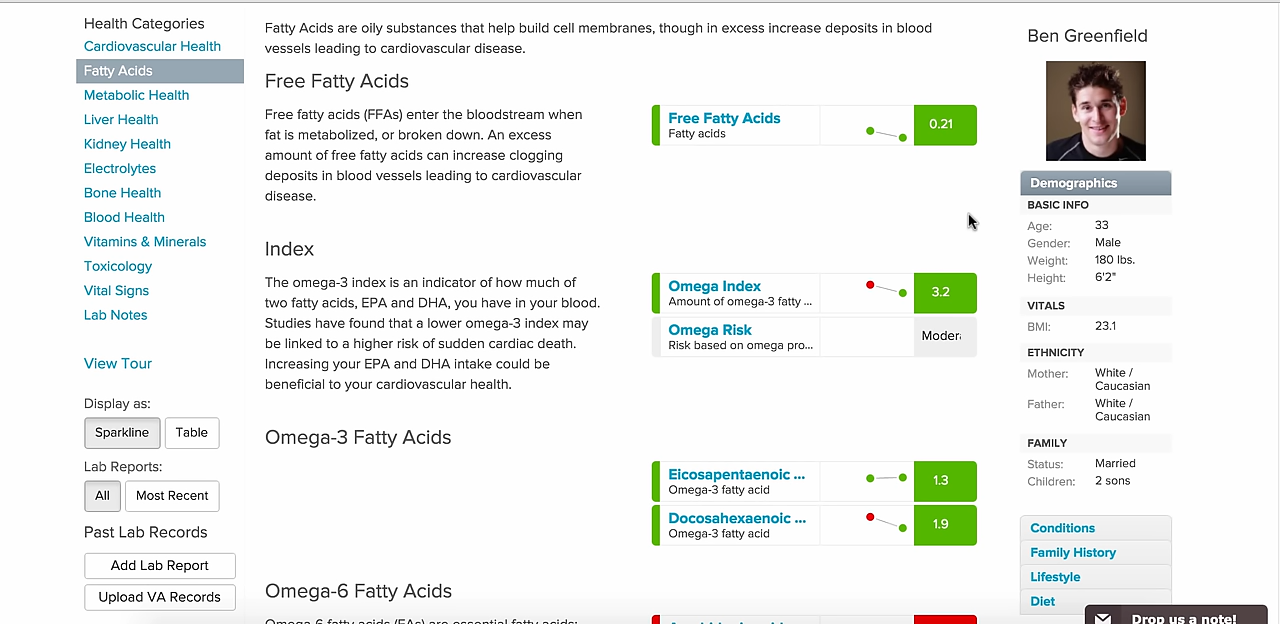 Health Categories
Cardiovascular Health
Fatty Acids
Metabolic Health
Liver Health
Kidney Health
Electrolytes
Bone Health
Blood Health
Vitamins & Minerals
Toxicology
Vital Signs
Lab Notes
View Tour
Display as:
Sparkline Table
Lab Reports:
All Most Recent
Past Lab Records
Add Lab Report
Upload VA Records
Fatty Acids are oily substances that help build cell membranes, though in excess increase deposits in blood
vessels leading to cardiovascular disease.
Free Fatty Acids
Free fatty acids (FFAs) enter the bloodstream when
fat is metabolized, or broken down. An excess
amount of free fatty acids can increase clogging
deposits in blood vessels leading to cardiovascular
disease.
Free Fatty Acids 0.21
Fatty acids
Index
The omega-3 index is an indicator of how much of
two fatty acids, EPA and DHA, you have in your blood.
Studies have found that a lower omega-3 index may
be linked to a higher risk of sudden cardiac death.
Increasing your EPA and DHA intake could be
beneficial to your cardiovascular health.
Omega Index 3.2
Amount of omega-3 fatty ...
Omega Risk Modera
Risk based on omega pro...
Omega-3 Fatty Acids
Eicosapentaenoic ... 1.3
Omega-3 fatty acid
Docosahexaenoic ... 1.9
Omega-3 fatty acid
Omega-6 Fatty Acids
Omega-6 fatty acids (FAs) are essential fatty acids;
Ben Greenfield
Demographics
BASIC INFO
Age: 33
Gender: Male
Weight: 180 lbs.
Height: 6'2"
VITALS
BMI: 23.1
ETHNICITY
Mother: White /
Caucasian
Father: White /
Caucasian
FAMILY
Status: Married
Children: 2 sons
Conditions
Family History
Lifestyle
Diet
Drop us a note!